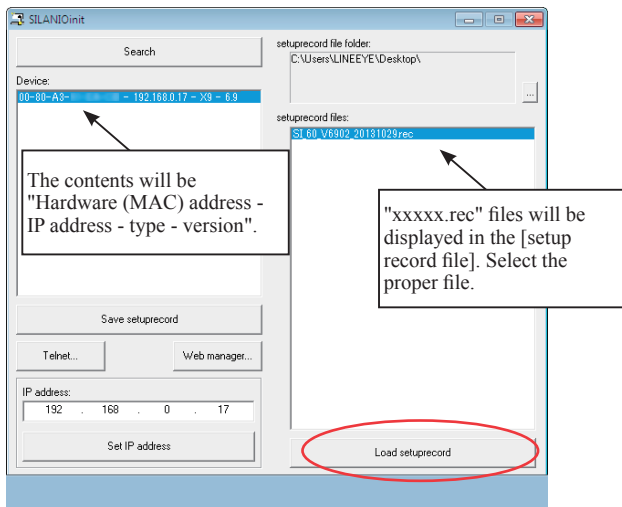 SILANIOinit
Search
Device:
00-80-A3- - 192.168.0.17 - X9 - 6.9
The contents will be
"Hardware (MAC) address -
IP address - type - version".
Save setuprecord
Telnet...
Web manager...
IP address:
192 . 168 . 0 . 17
Set IP address
setuprecord file folder:
C:\Users\LINEEYE\Desktop\
...
setuprecord files:
SI_60_V6902_20131029.rec
"xxxxx.rec" files will be
displayed in the [setup
record file]. Select the
proper file.
Load setuprecord